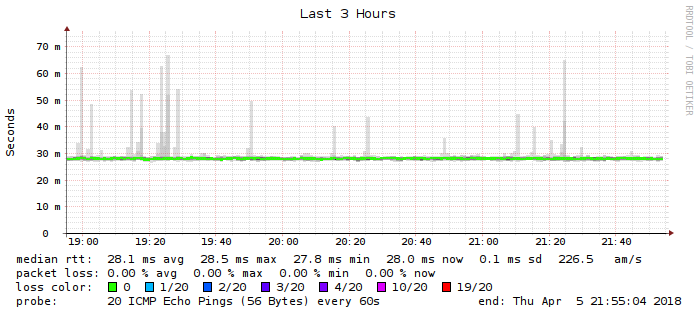 Last 3 Hours
RRDTOOL / TOBI OETIKER
Seconds
70 m
60 m
50 m
40 m
30 m
20 m
10 m
0
19:00 19:20 19:40 20:00 20:20 20:40 21:00 21:20 21:40
median rtt: 28.1 ms avg 28.5 ms max 27.8 ms min 28.0 ms now 0.1 ms sd 226.5 am/s
packet loss: 0.00 % avg 0.00 % max 0.00 % min 0.00 % now
loss color: 0 1/20 2/20 3/20 4/20 10/20 19/20
probe: 20 ICMP Echo Pings (56 Bytes) every 60s end: Thu Apr 5 21:55:04 2018